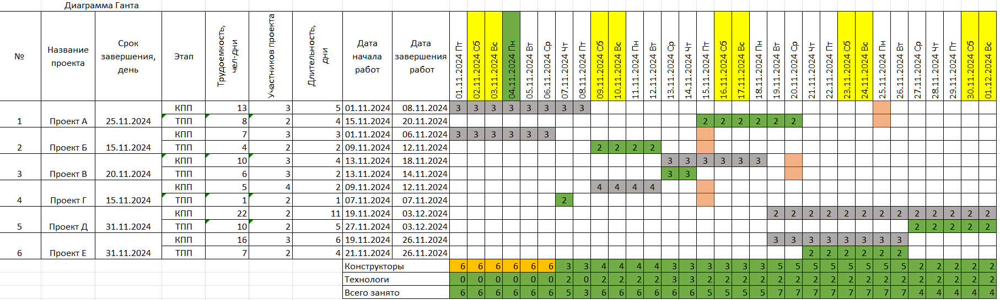 Диаграмма Ганта
№
Название проекта
Срок завершения, день
Этап
Трудоемкость, чел-дни
Участников проекта
Длительность, дни
Дата начала работ
Дата завершения работ
01.11.2024 Пт
02.11.2024 Сб
03.11.2024 Вс
04.11.2024 Пн
05.11.2024 Вт
06.11.2024 Ср
07.11.2024 Чт
08.11.2024 Пт
09.11.2024 Сб
10.11.2024 Вс
11.11.2024 Пн
12.11.2024 Вт
13.11.2024 Ср
14.11.2024 Чт
15.11.2024 Пт
16.11.2024 Сб
17.11.2024 Вс
18.11.2024 Пн
19.11.2024 Вт
20.11.2024 Ср
21.11.2024 Чт
22.11.2024 Пт
23.11.2024 Сб
24.11.2024 Вс
25.11.2024 Пн
26.11.2024 Вт
27.11.2024 Ср
28.11.2024 Чт
29.11.2024 Пт
30.11.2024 Сб
01.12.2024 Вс
КПП 13 3 5 01.11.2024 08.11.2024 3 3 3 3 3 3 3 3
1 Проект А 25.11.2024 ТПП 8 2 4 15.11.2024 20.11.2024 2 2 2 2 2 2
КПП 7 3 3 01.11.2024 06.11.2024 3 3 3 3 3 3
2 Проект Б 15.11.2024 ТПП 4 2 2 09.11.2024 12.11.2024 2 2 2 2
КПП 10 3 4 13.11.2024 18.11.2024 3 3 3 3 3 3
3 Проект В 20.11.2024 ТПП 6 3 2 13.11.2024 14.11.2024 3 3
КПП 5 4 2 09.11.2024 12.11.2024 4 4 4 4
4 Проект Г 15.11.2024 ТПП 1 2 1 07.11.2024 07.11.2024 2
КПП 22 2 11 19.11.2024 03.12.2024 2 2 2 2 2 2 2 2 2 2 2 2 2
5 Проект Д 31.11.2024 ТПП 10 2 5 27.11.2024 03.12.2024 2 2 2 2 2
КПП 16 3 6 19.11.2024 26.11.2024 3 3 3 3 3 3 3 3
6 Проект Е 31.11.2024 ТПП 7 2 4 21.11.2024 26.11.2024 2 2 2 2 2 2
Конструкторы 6 6 6 6 6 6 3 3 4 4 4 4 3 3 3 3 3 3 5 5 5 5 5 5 5 5 2 2 2 2 2
Технологи 0 0 0 0 0 0 2 0 2 2 2 2 3 3 2 2 2 2 2 2 2 2 2 2 2 2 2 2 2 2 2
Всего занято 6 6 6 6 6 6 5 3 6 6 6 6 6 6 5 5 5 5 7 7 7 7 7 7 7 7 4 4 4 4 4